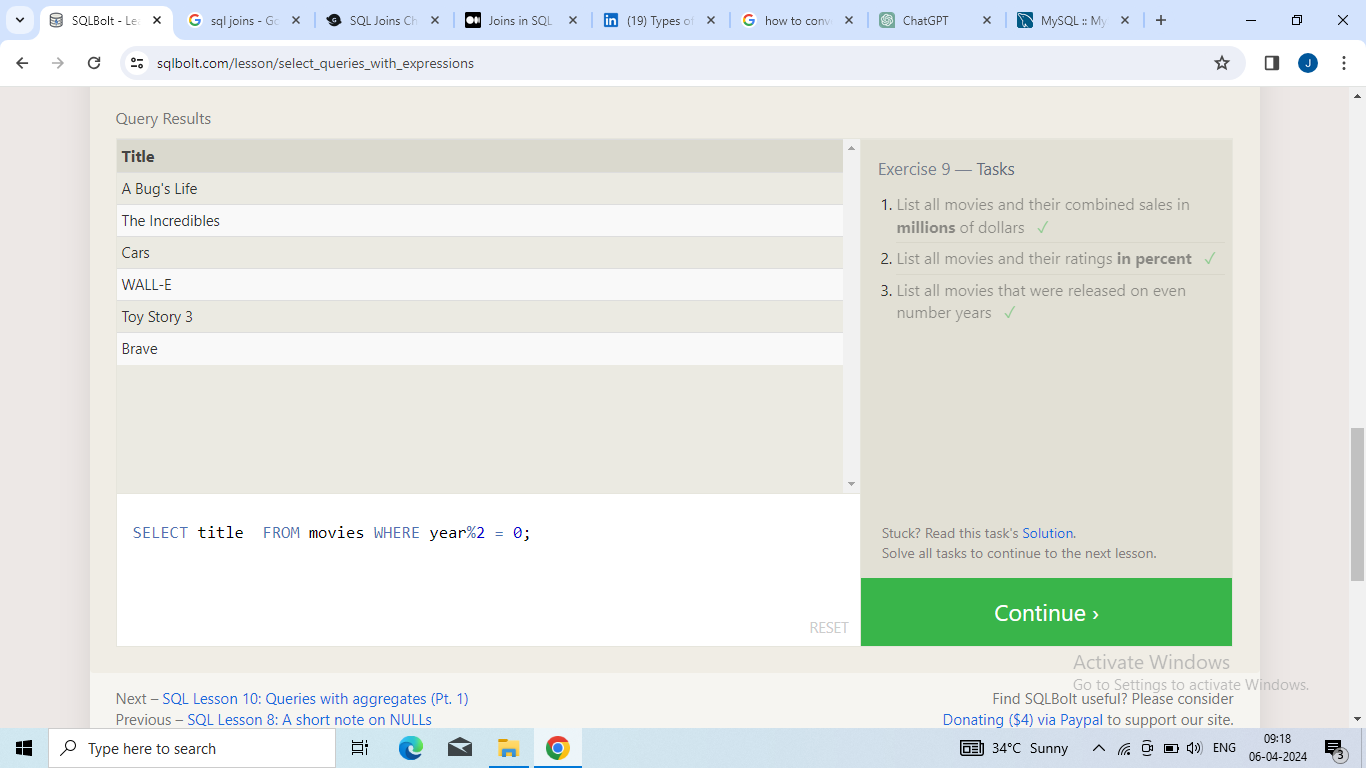 SQLBolt - Le
sql joins - Go
SQL Joins Ch
Joins in SQL
(19) Types of
how to conv
ChatGPT
MySQL :: My
sqlbolt.com/lesson/select_queries_with_expressions
J
Query Results
Title
A Bug's Life
The Incredibles
Cars
WALL-E
Toy Story 3
Brave
SELECT title FROM movies WHERE year%2 = 0;
RESET
Exercise 9 — Tasks
1. List all movies and their combined sales in
millions of dollars ✓
2. List all movies and their ratings in percent ✓
3. List all movies that were released on even
number years ✓
Stuck? Read this task's Solution.
Solve all tasks to continue to the next lesson.
Continue ›
Activate Windows
Go to Settings to activate Windows.
Next – SQL Lesson 10: Queries with aggregates (Pt. 1)
Previous – SQL Lesson 8: A short note on NULLs
Find SQLBolt useful? Please consider
Donating ($4) via Paypal to support our site.
Type here to search
34°C Sunny
ENG
09:18
06-04-2024
3